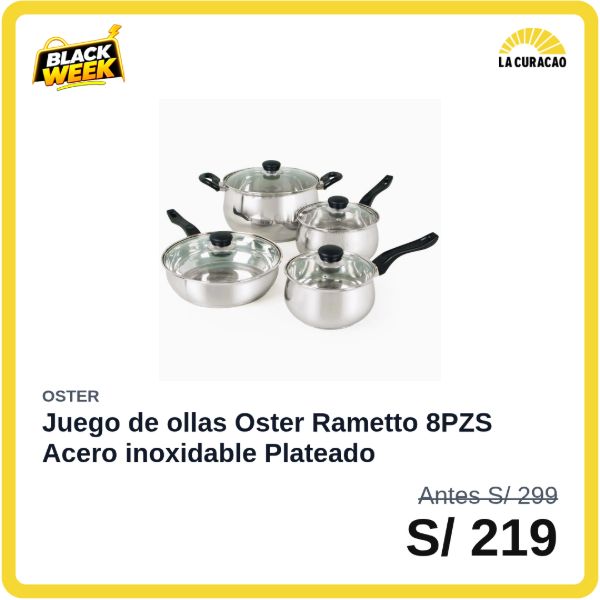 BLACK
WEEK
LA CURACAO
OSTER
Juego de ollas Oster Rametto 8PZS
Acero inoxidable Plateado
Antes S/ 299
S/ 219